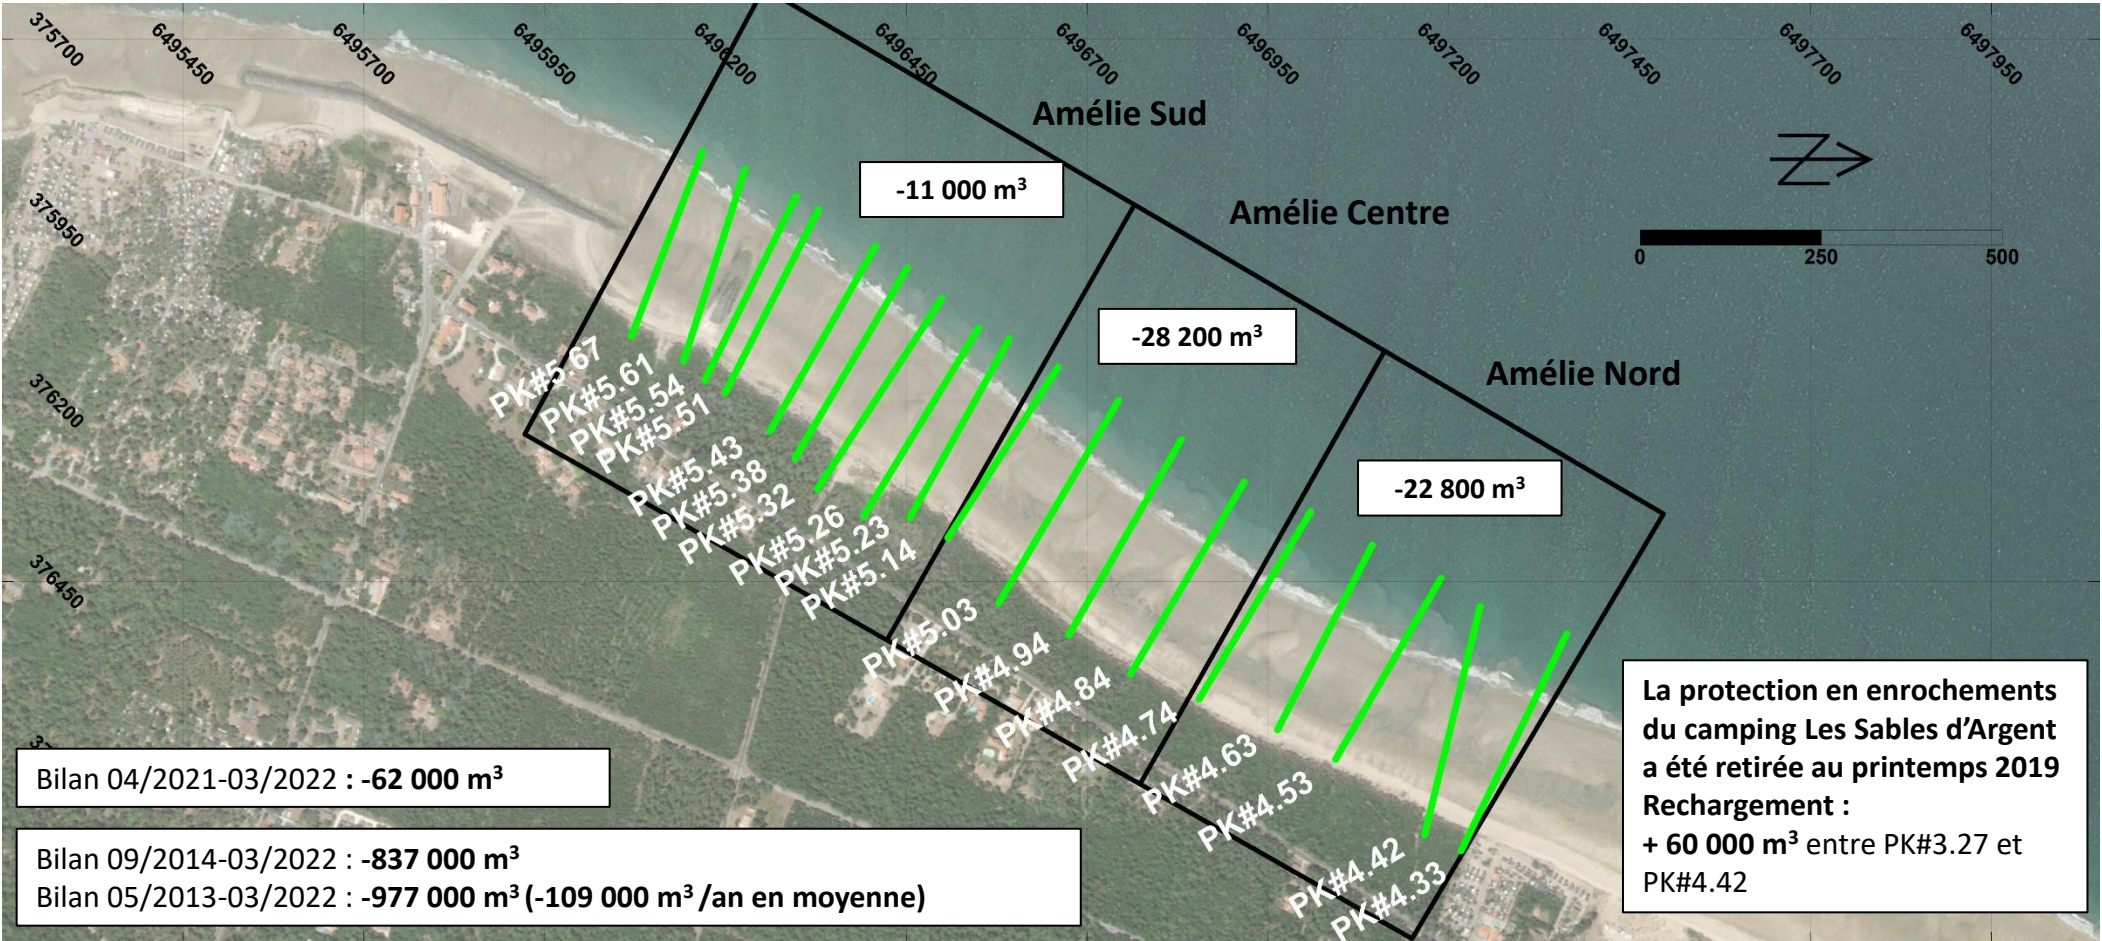 375700
6495450
6495700
6495950
6496200
6496450
6496700
6496950
6497200
6497450
6497700
6497950
Amélie Sud
-11 000 m³
Amélie Centre
375950
0 250 500
-28 200 m³
Amélie Nord
376200
-22 800 m³
376450
PK#5.67
PK#5.61
PK#5.54
PK#5.51
PK#5.43
PK#5.38
PK#5.32
PK#5.26
PK#5.23
PK#5.14
PK#5.03
PK#4.94
PK#4.84
PK#4.74
PK#4.63
PK#4.53
PK#4.42
PK#4.33
La protection en enrochements
du camping Les Sables d’Argent
a été retirée au printemps 2019
Rechargement :
+ 60 000 m³ entre PK#3.27 et
PK#4.42
Bilan 04/2021-03/2022 : -62 000 m³
Bilan 09/2014-03/2022 : -837 000 m³
Bilan 05/2013-03/2022 : -977 000 m³ (-109 000 m³ /an en moyenne)